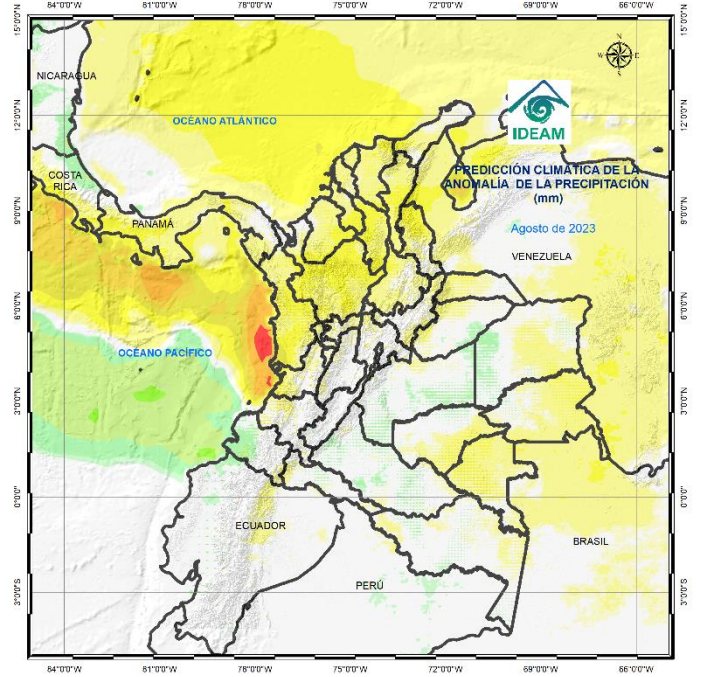 84°0'0"W 81°0'0"W 78°0'0"W 75°0'0"W 72°0'0"W 69°0'0"W 66°0'0"W
15°0'0"N
15°0'0"N
N
W E
S
NICARAGUA
IDEAM
12°0'0"N
OCÉANO ATLÁNTICO
12°0'0"N
COSTA
RICA
PREDICCIÓN CLIMÁTICA DE LA
ANOMALÍA DE LA PRECIPITACIÓN
(mm)
9°0'0"N
PANAMÁ
9°0'0"N
Agosto de 2023
VENEZUELA
6°0'0"N
6°0'0"N
OCÉANO PACÍFICO
3°0'0"N
3°0'0"N
0°0'0"
0°0'0"
ECUADOR
BRASIL
PERÚ
3°0'0"S
3°0'0"S
84°0'0"W 81°0'0"W 78°0'0"W 75°0'0"W 72°0'0"W 69°0'0"W 66°0'0"W